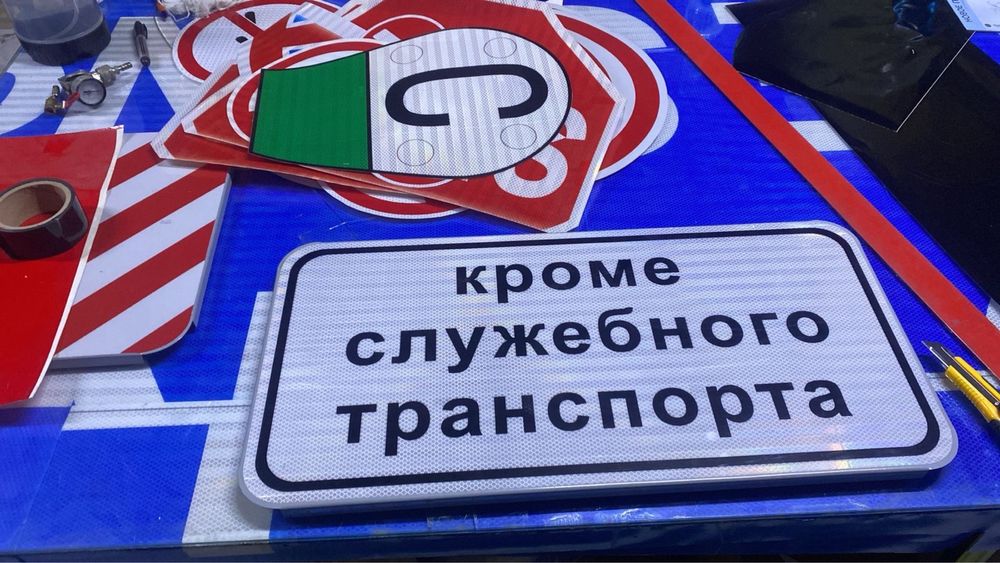 С
кроме
служебного
транспорта